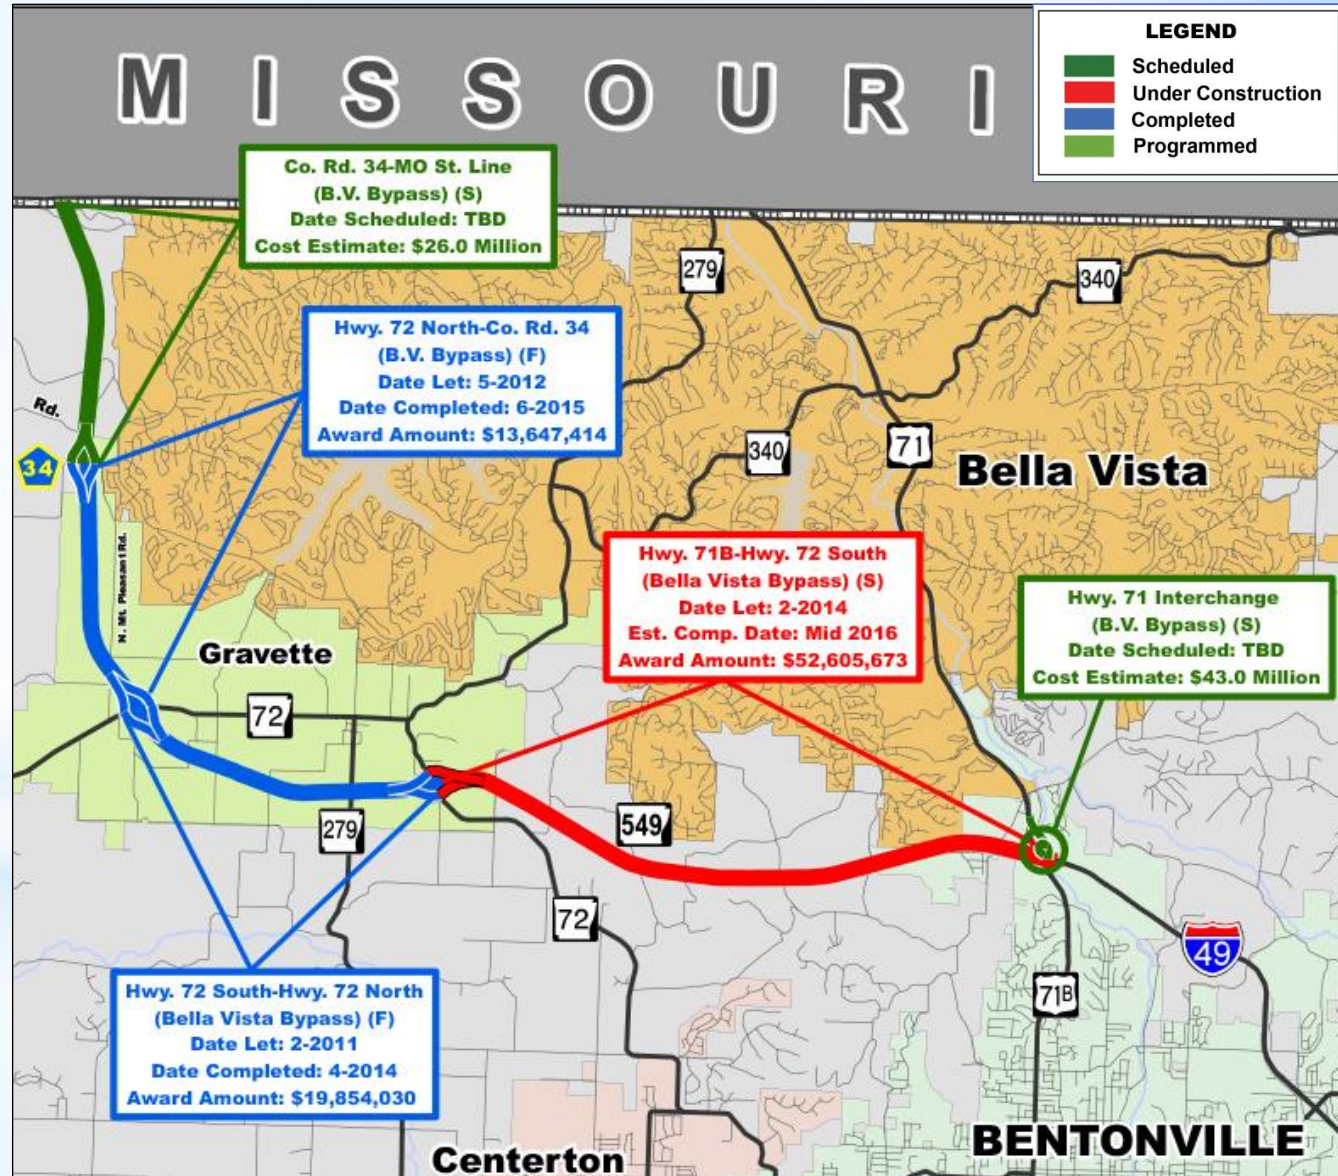 MISSOURI
LEGEND
Scheduled
Under Construction
Completed
Programmed
Co. Rd. 34-MO St. Line
(B.V. Bypass) (S)
Date Scheduled: TBD
Cost Estimate: $26.0 Million
279
340
Hwy. 72 North-Co. Rd. 34
(B.V. Bypass) (F)
Date Let: 5-2012
Date Completed: 6-2015
Award Amount: $13,647,414
Rd.
34
340
71
Bella Vista
N. Mt. Pleasant Rd.
Hwy. 71B-Hwy. 72 South
(Bella Vista Bypass) (S)
Date Let: 2-2014
Est. Comp. Date: Mid 2016
Award Amount: $52,605,673
Hwy. 71 Interchange
(B.V. Bypass) (S)
Date Scheduled: TBD
Cost Estimate: $43.0 Million
Gravette
72
279
549
72
49
71B
Hwy. 72 South-Hwy. 72 North
(Bella Vista Bypass) (F)
Date Let: 2-2011
Date Completed: 4-2014
Award Amount: $19,854,030
Centerton
BENTONVILLE